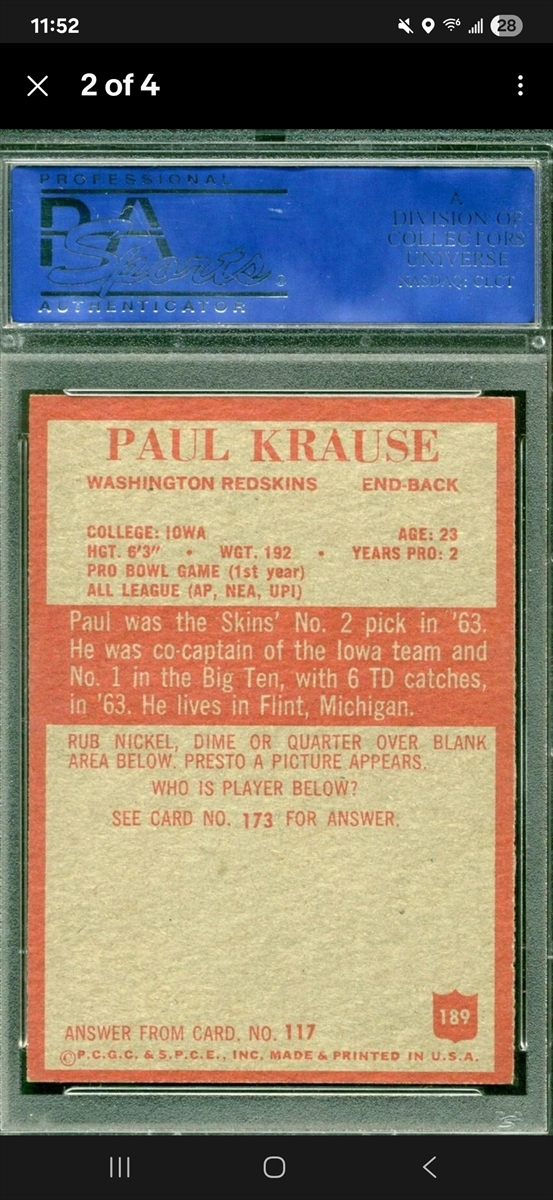 11:52
28
2 of 4
PROFESSIONAL
PSA
Sports
AUTHENTICATOR
A
DIVISION OF
COLLECTORS
UNIVERSE
NASDAQ: CLCT
PAUL KRAUSE
WASHINGTON REDSKINS END-BACK
COLLEGE: IOWA AGE: 23
HGT. 6'3" • WGT. 192 • YEARS PRO: 2
PRO BOWL GAME (1st year)
ALL LEAGUE (AP, NEA, UPI)
Paul was the Skins' No. 2 pick in '63.
He was co-captain of the Iowa team and
No. 1 in the Big Ten, with 6 TD catches,
in '63. He lives in Flint, Michigan.
RUB NICKEL, DIME OR QUARTER OVER BLANK
AREA BELOW. PRESTO A PICTURE APPEARS.
WHO IS PLAYER BELOW?
SEE CARD NO. 173 FOR ANSWER.
189
ANSWER FROM CARD. NO. 117
©P.C.G.C. & S.P.C.E., INC. MADE & PRINTED IN U.S.A.